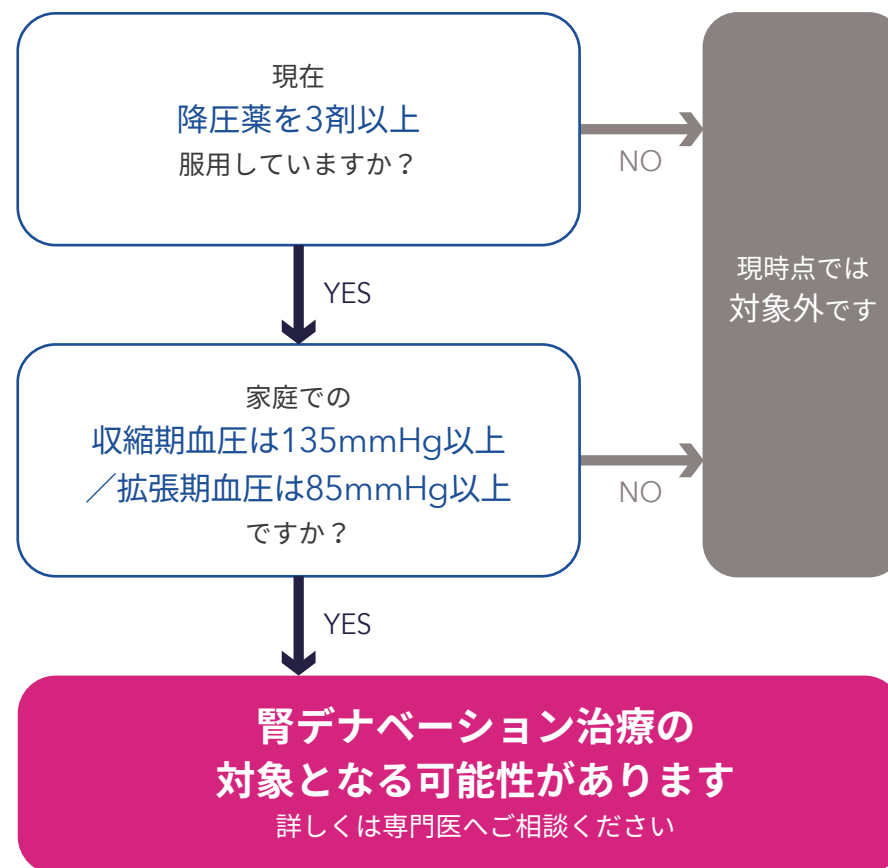 現在
降圧薬を3剤以上
服用していますか？
NO
YES
現時点では
対象外です
家庭での
収縮期血圧は135mmHg以上
／拡張期血圧は85mmHg以上
ですか？
NO
YES
腎デナベーション治療の
対象となる可能性があります
詳しくは専門医へご相談ください